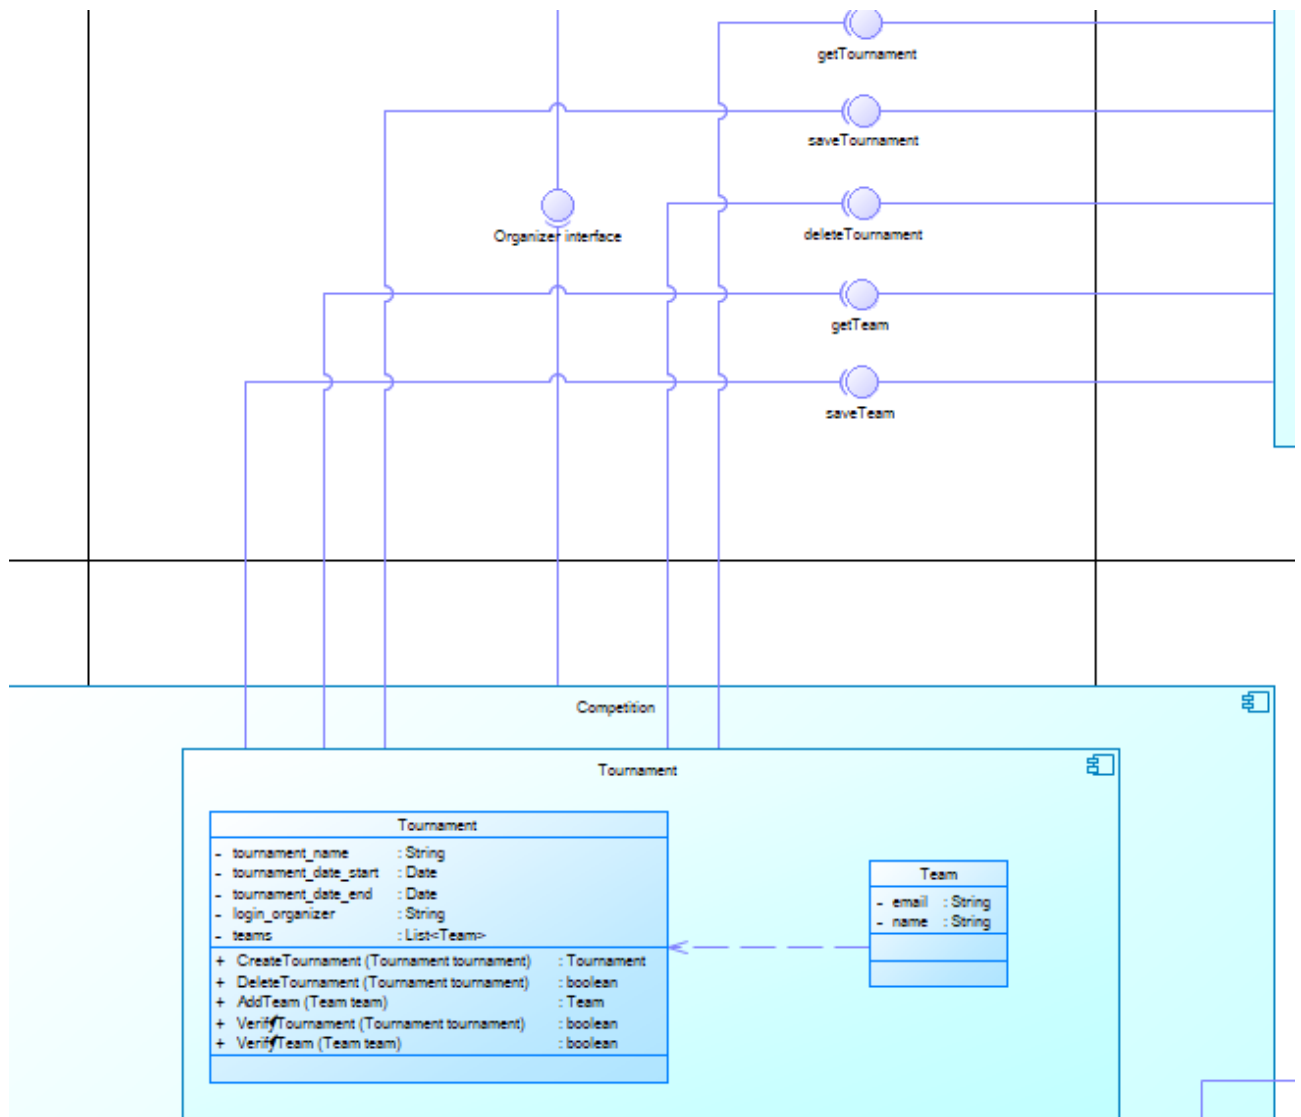 getTournament
saveTournament
Organizer interface
deleteTournament
getTeam
saveTeam
Competition
Tournament
Tournament
- tournament_name : String
- tournament_date_start : Date
- tournament_date_end : Date
- login_organizer : String
- teams : List<Team>
+ CreateTournament (Tournament tournament) : Tournament
+ DeleteTournament (Tournament tournament) : boolean
+ AddTeam (Team team) : Team
+ VerifyTournament (Tournament tournament) : boolean
+ VerifyTeam (Team team) : boolean
Team
- email : String
- name : String